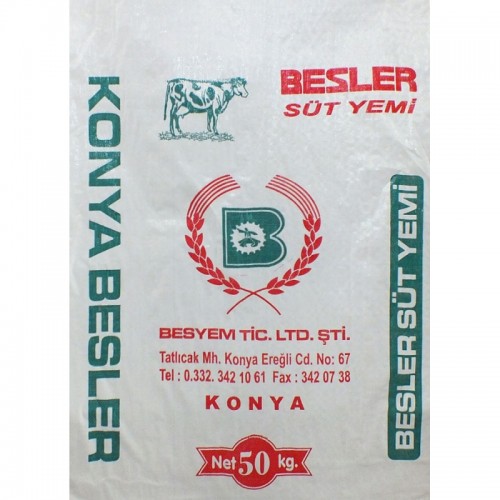 BESLER
SÜT YEMİ
KONYA BESLER
B
BESYEM TİC. LTD. ŞTİ.
Tatlıcak Mh. Konya Ereğli Cd. No: 67
Tel : 0.332. 342 10 61 Fax : 342 07 38
KONYA
BESLER SÜT YEMİ
Net 50 kg.